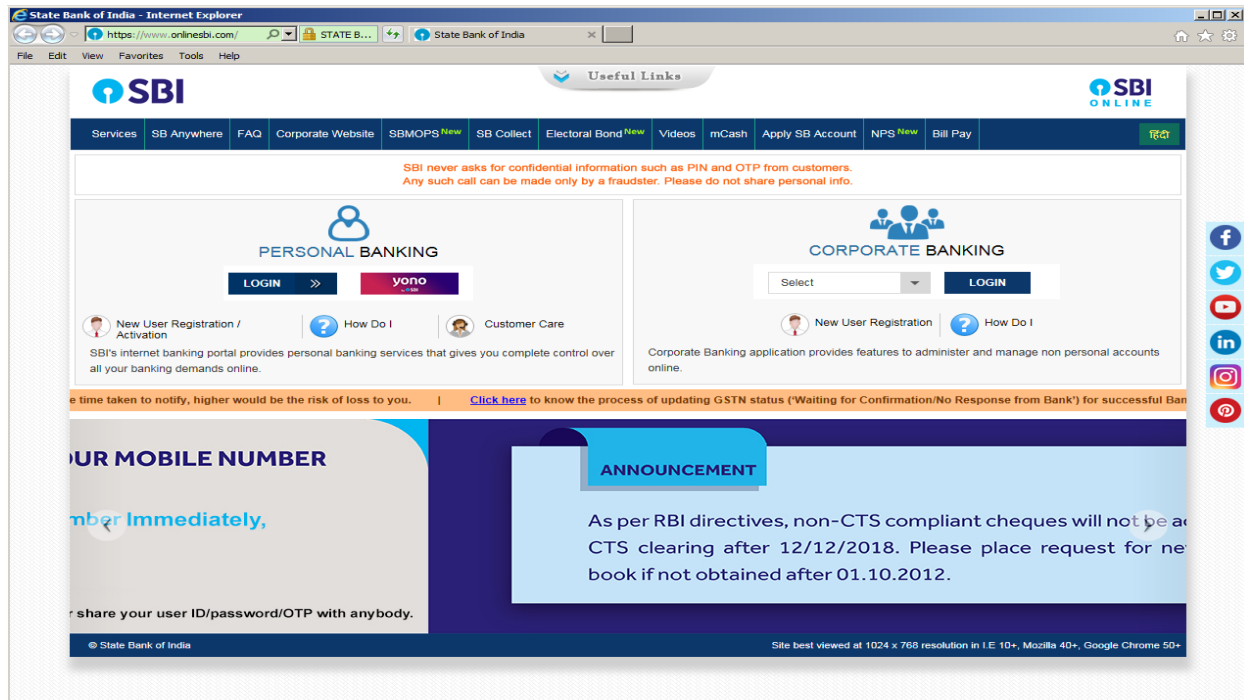 State Bank of India - Internet Explorer
https://www.onlinesbi.com/ STATE B... State Bank of India
File Edit View Favorites Tools Help
Useful Links
SBI
SBI
ONLINE
Services SB Anywhere FAQ Corporate Website SBMOPS New SB Collect Electoral Bond New Videos mCash Apply SB Account NPS New Bill Pay हिंदी
SBI never asks for confidential information such as PIN and OTP from customers.
Any such call can be made only by a fraudster. Please do not share personal info.
PERSONAL BANKING
LOGIN »
yono
by SBI
New User Registration /
Activation
How Do I
Customer Care
SBI's internet banking portal provides personal banking services that gives you complete control over
all your banking demands online.
CORPORATE BANKING
Select
LOGIN
New User Registration
How Do I
Corporate Banking application provides features to administer and manage non personal accounts
online.
e time taken to notify, higher would be the risk of loss to you. | Click here to know the process of updating GSTN status ('Waiting for Confirmation/No Response from Bank') for successful Ban
OUR MOBILE NUMBER
mber Immediately,
r share your user ID/password/OTP with anybody.
ANNOUNCEMENT
As per RBI directives, non-CTS compliant cheques will not be ac
CTS clearing after 12/12/2018. Please place request for ne
book if not obtained after 01.10.2012.
© State Bank of India
Site best viewed at 1024 x 768 resolution in I.E 10+, Mozilla 40+, Google Chrome 50+